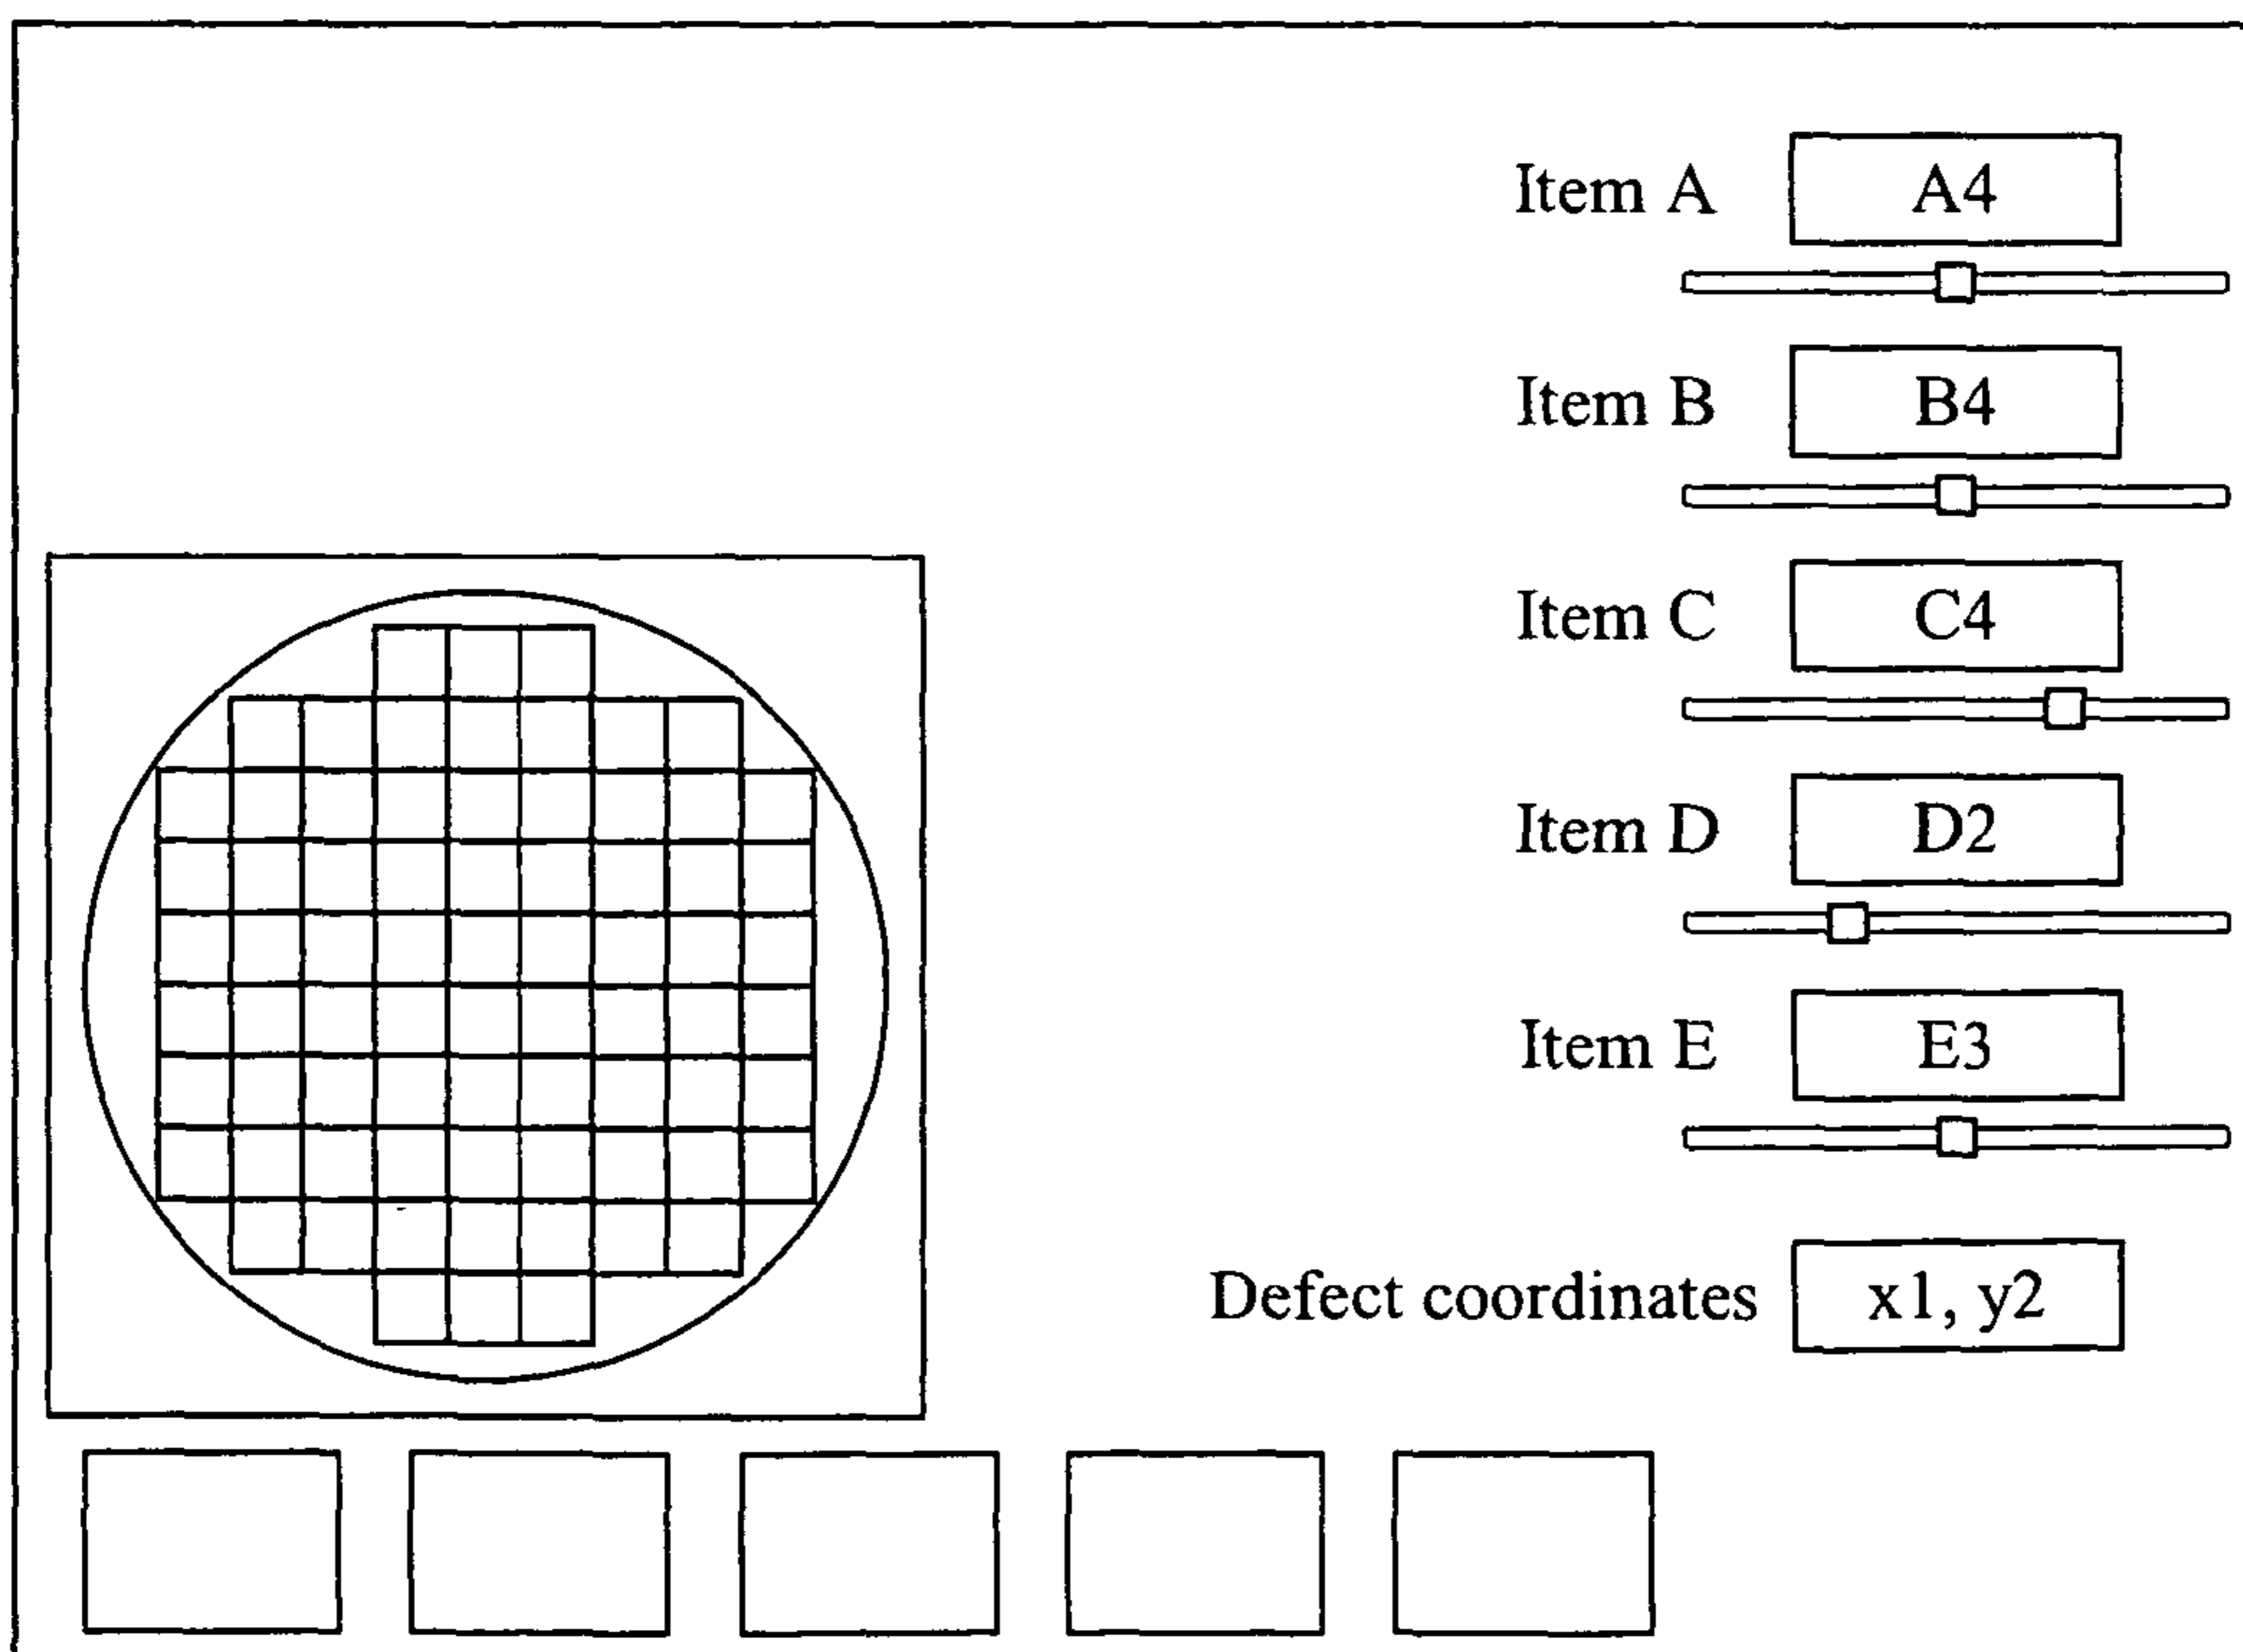 Item A A4
Item B B4
Item C C4
Item D D2
Item E E3
Defect coordinates x1, y2